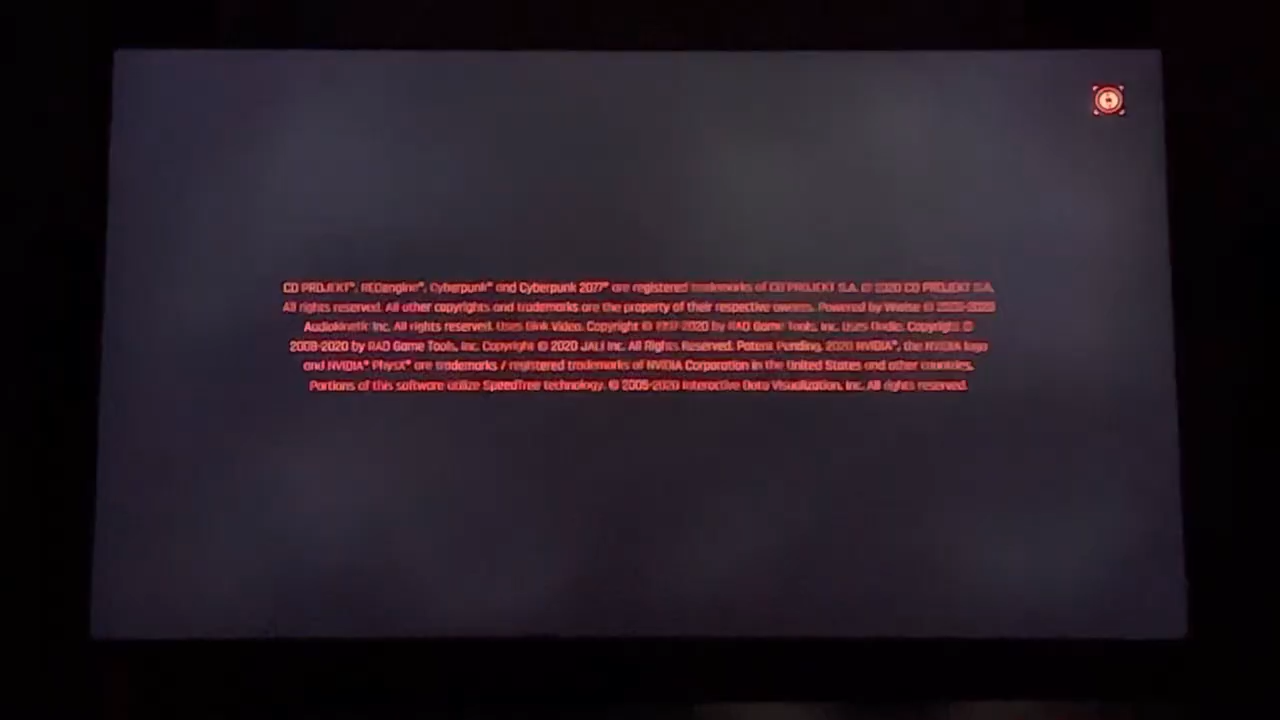 CD PROJEKT®, REDengine®, Cyberpunk® and Cyberpunk 2077® are registered trademarks of CD PROJEKT S.A. © 2020 CD PROJEKT S.A.
All rights reserved. All other copyrights and trademarks are the property of their respective owners. Powered by Wwise ©
Audiokinetic Inc. All rights reserved. Uses Bink Video. Copyright © 1997-2020 by RAD Game Tools, Inc. Uses Oodle. Copyright ©
2008-2020 by RAD Game Tools, Inc. Copyright © 2020 JALI Inc. All Rights Reserved. Patent Pending. 2020 NVIDIA®, the NVIDIA logo
and NVIDIA® PhysX® are trademarks / registered trademarks of NVIDIA Corporation in the United States and other countries.
Portions of this software utilize SpeedTree technology. © 2005-2020 Interactive Data Visualization, Inc. All rights reserved.